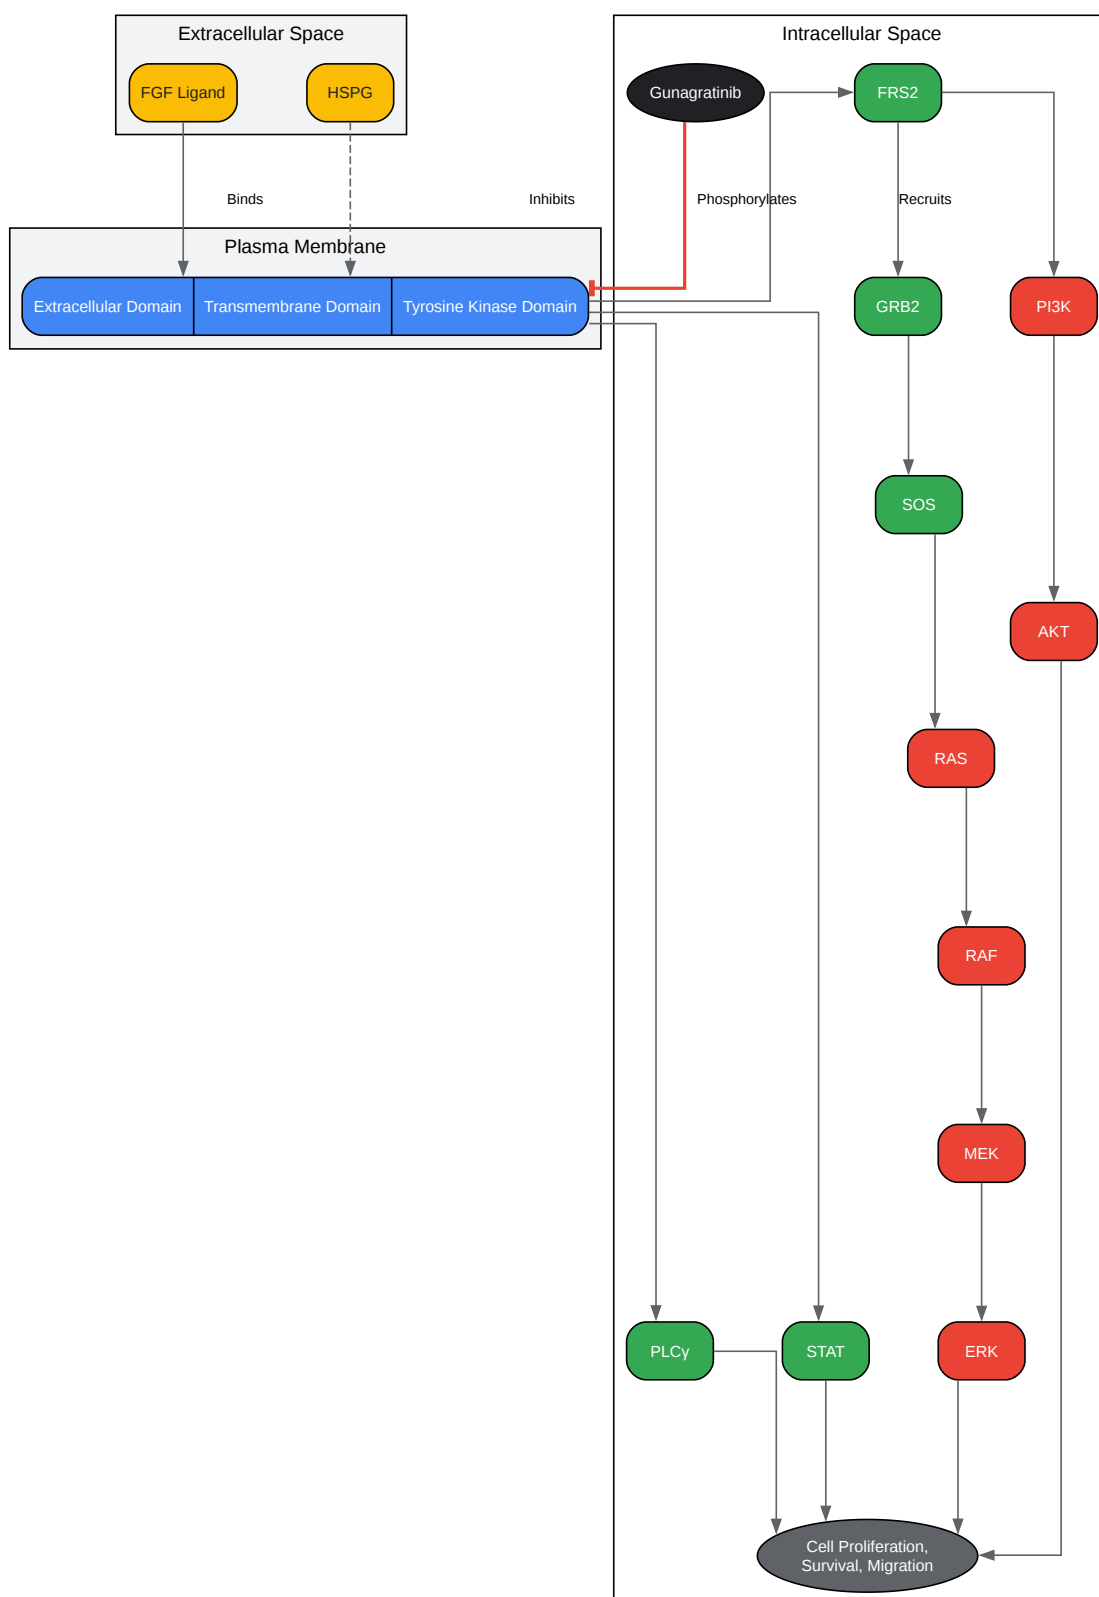 Extracellular Space
Intracellular Space
FGF Ligand
HSPG
Gunagratinib
FRS2
Binds
Inhibits
Phosphorylates
Recruits
Plasma Membrane
Extracellular Domain
Transmembrane Domain
Tyrosine Kinase Domain
GRB2
PI3K
SOS
AKT
RAS
RAF
MEK
PLCγ
STAT
ERK
Cell Proliferation,
Survival, Migration